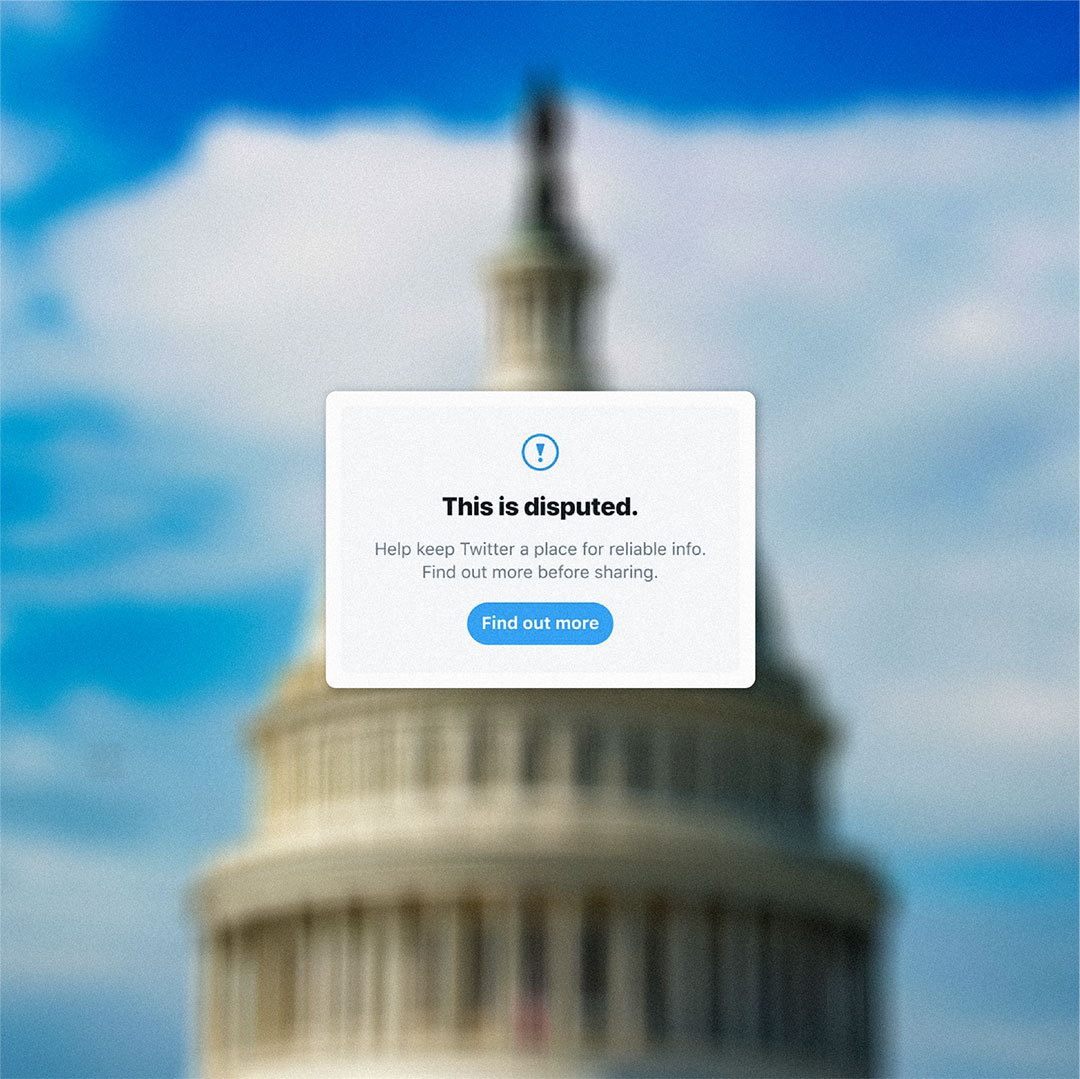 This is disputed.
Help keep Twitter a place for reliable info.
Find out more before sharing.
Find out more